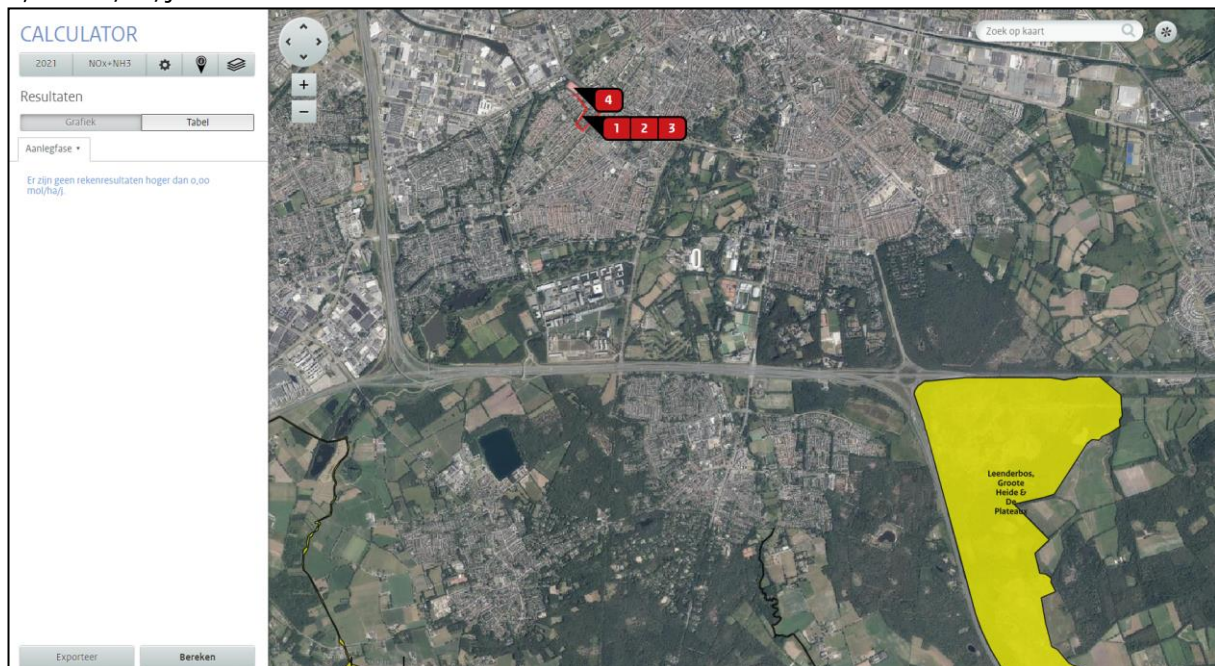 CALCULATOR
2021
NOx+NH3
Resultaten
Grafiek
Tabel
Aanlegfase
Er zijn geen rekenresultaten hoger dan 0,00
mol/ha/j.
Exporteer
Bereken
Zoek op kaart
4
1 2 3
Leenderbos,
Groote
Heide &
De
Plateaux